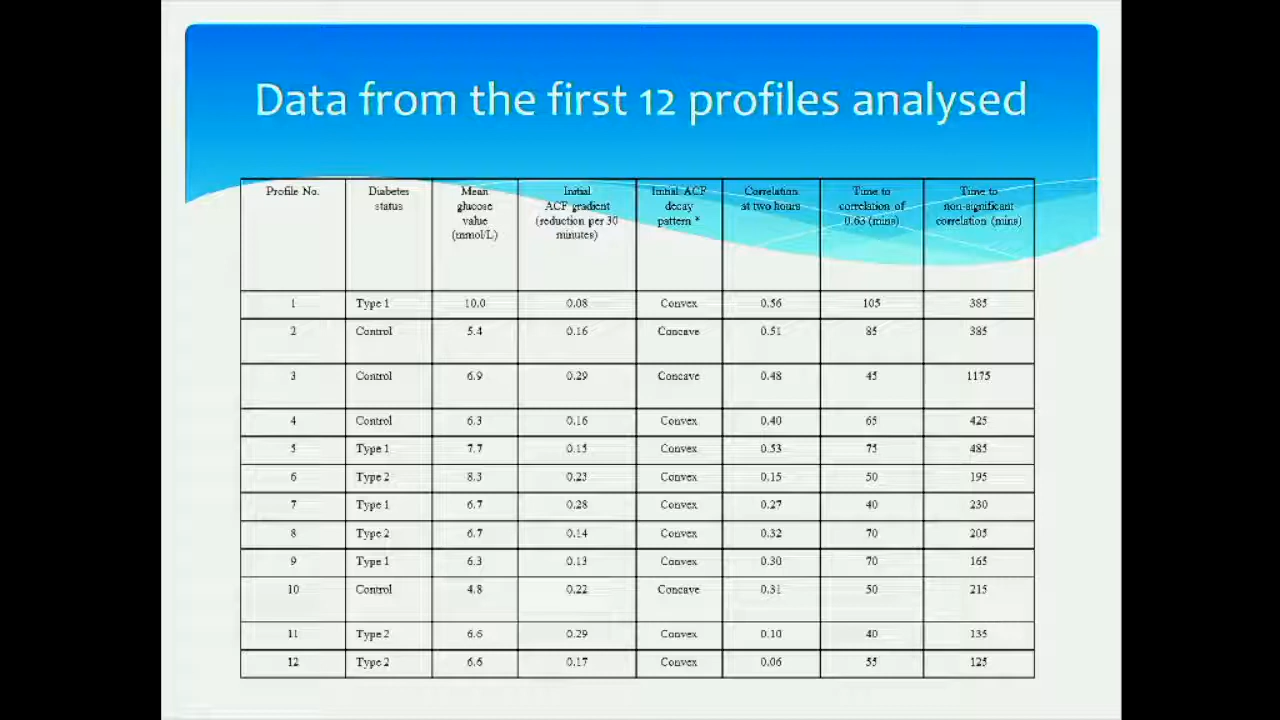 Data from the first 12 profiles analysed
Profile No. Diabetes status Mean glucose value (mmol/L) Initial ACF gradient (reduction per 30 minutes) Initial ACF decay pattern * Correlation at two hours Time to correlation of 0.63 (mins) Time to non-significant correlation (mins)
1 Type 1 10.0 0.08 Convex 0.56 105 385
2 Control 5.4 0.16 Concave 0.51 85 385
3 Control 6.9 0.29 Concave 0.48 45 1175
4 Control 6.3 0.16 Convex 0.40 65 425
5 Type 1 7.7 0.15 Convex 0.53 75 485
6 Type 2 8.3 0.23 Convex 0.15 50 195
7 Type 1 6.7 0.28 Convex 0.27 40 230
8 Type 2 6.7 0.14 Convex 0.32 70 205
9 Type 1 6.3 0.13 Convex 0.30 70 165
10 Control 4.8 0.22 Concave 0.31 50 215
11 Type 2 6.6 0.29 Convex 0.10 40 135
12 Type 2 6.6 0.17 Convex 0.06 55 125